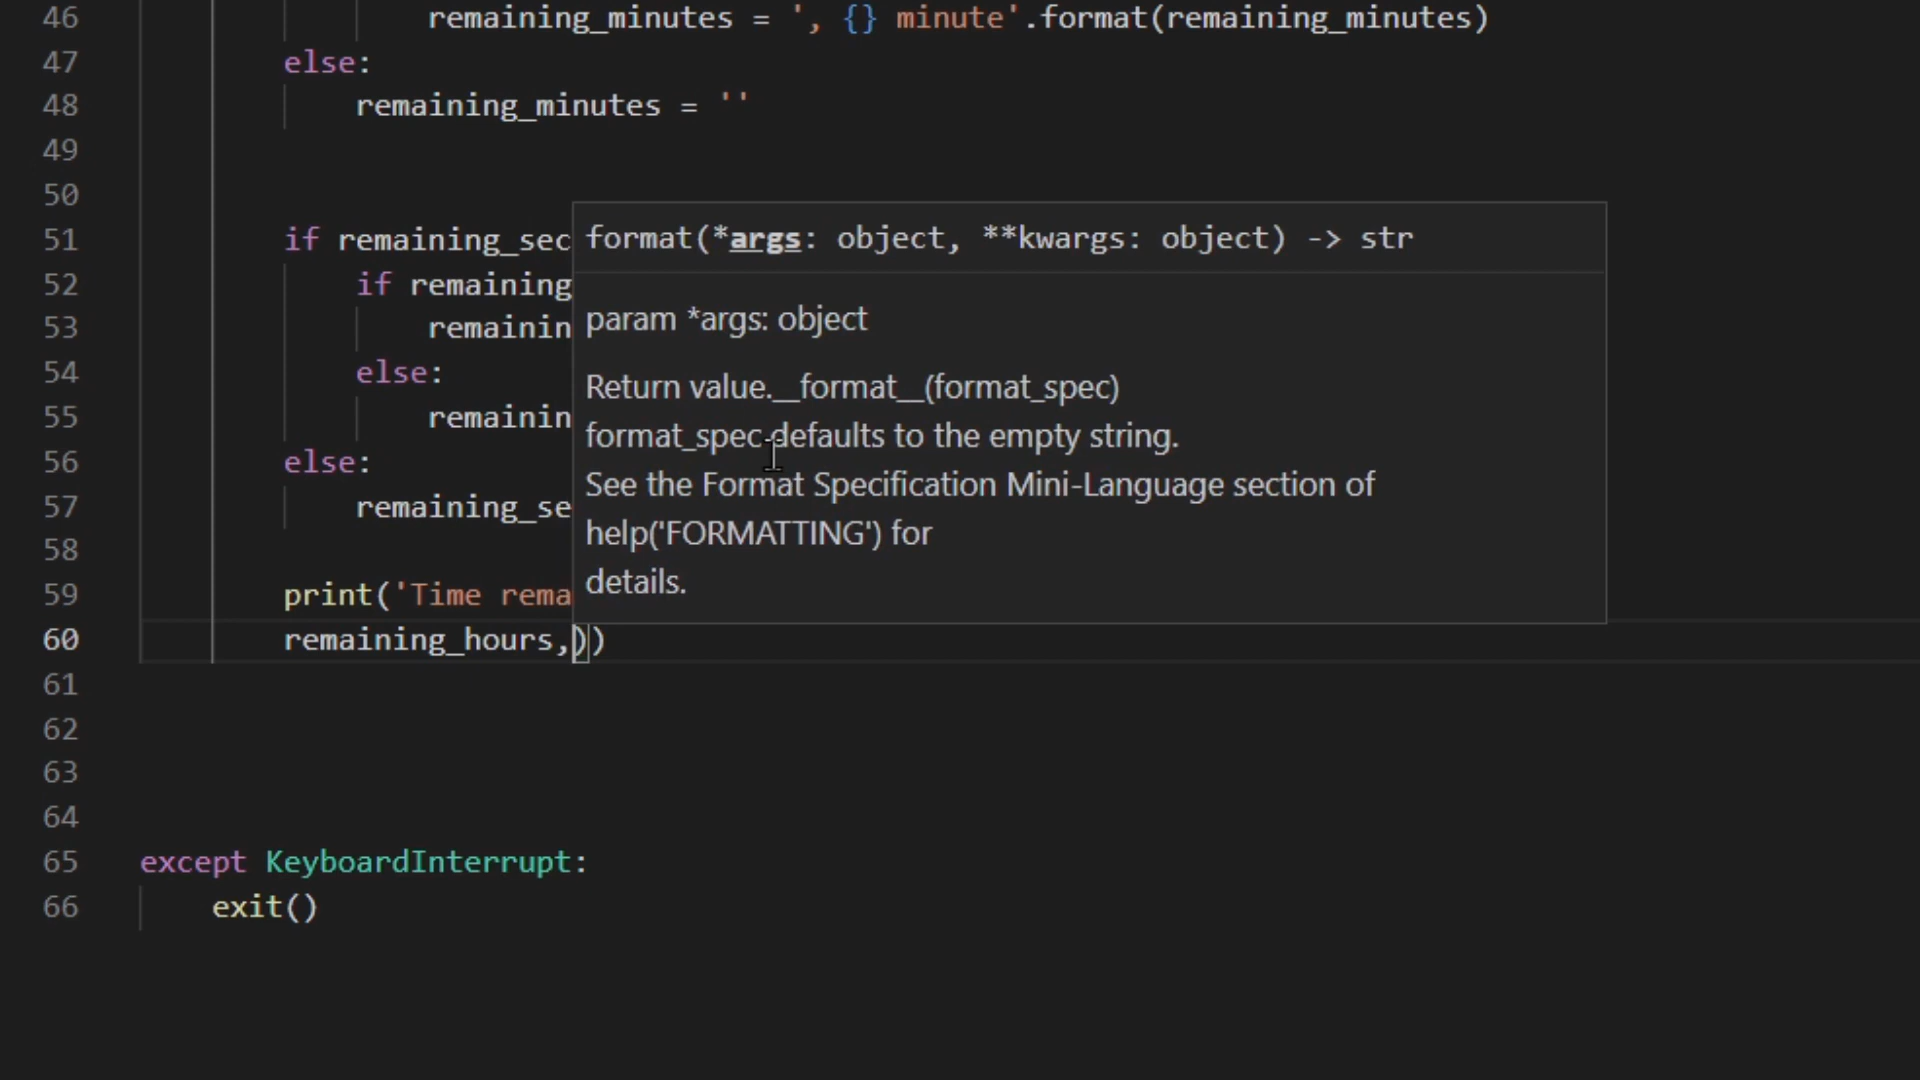 46 remaining_minutes = ', {} minute'.format(remaining_minutes)
47 else:
48 remaining_minutes = ''
49
50
51 if remaining_sec
52 if remaining
53 remainin
54 else:
55 remainin
56 else:
57 remaining_se
58
59 print('Time rema
60 remaining_hours,))
61
62
63
64
65 except KeyboardInterrupt:
66 exit()
format(*args: object, **kwargs: object) -> str
param *args: object
Return value.__format__(format_spec)
format_spec defaults to the empty string.
See the Format Specification Mini-Language section of
help('FORMATTING') for
details.